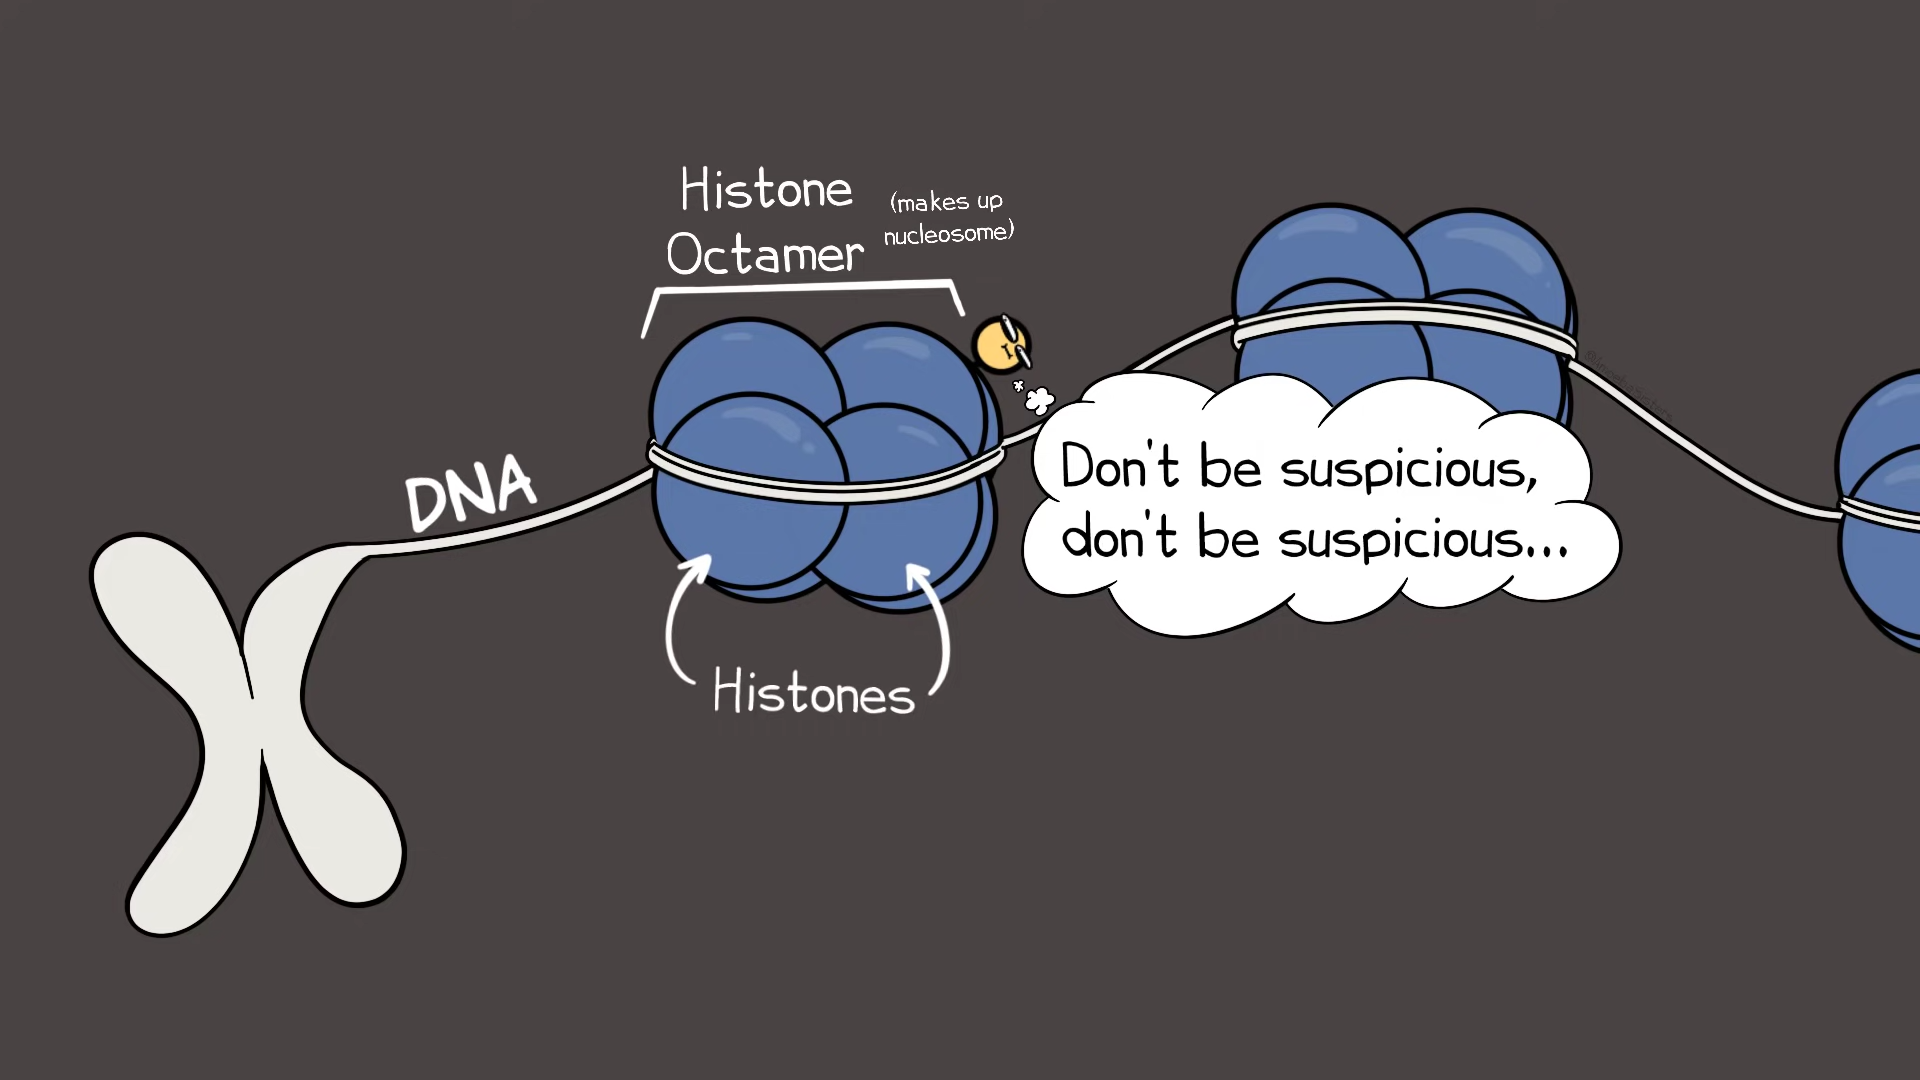 Histone
Octamer
(makes up
nucleosome)
DNA
Don't be suspicious,
don't be suspicious...
Histones